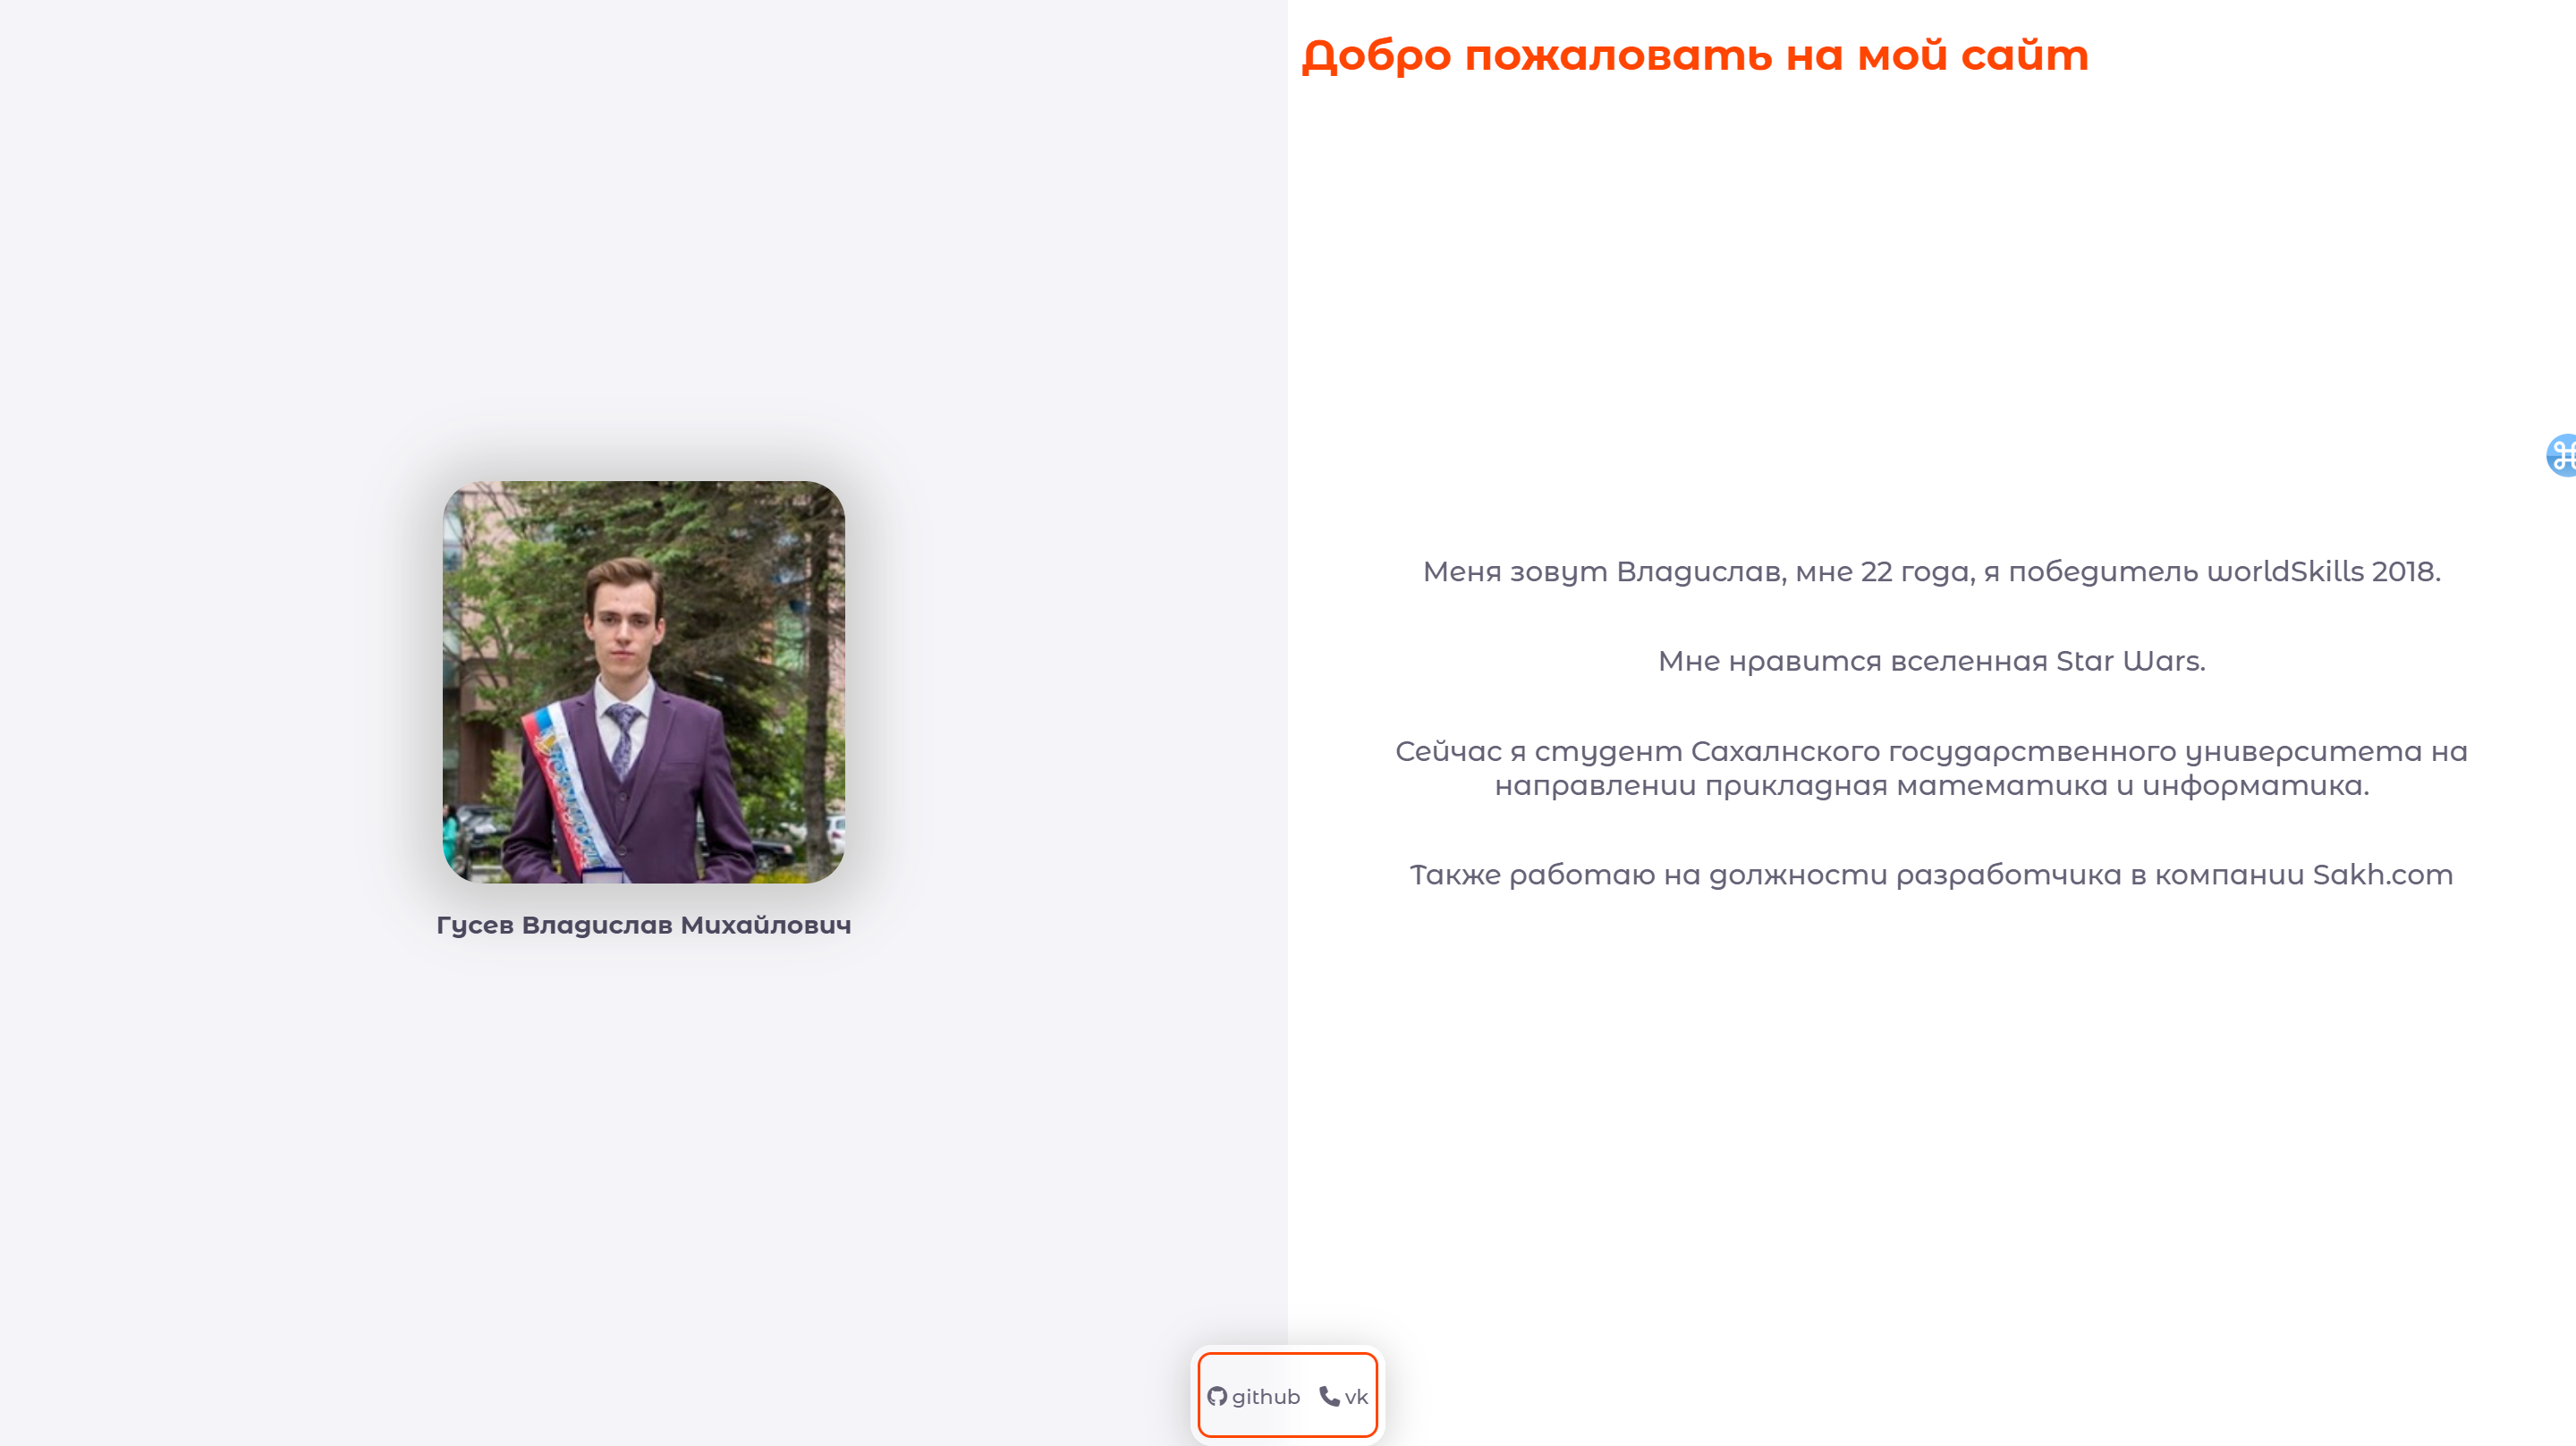 Добро пожаловать на мой сайт
Гусев Владислав Михайлович
Меня зовут Владислав, мне 22 года, я победитель worldSkills 2018.
Мне нравится вселенная Star Wars.
Сейчас я студент Сахалнского государственного университета на
направлении прикладная математика и информатика.
Также работаю на должности разработчика в компании Sakh.com
github vk